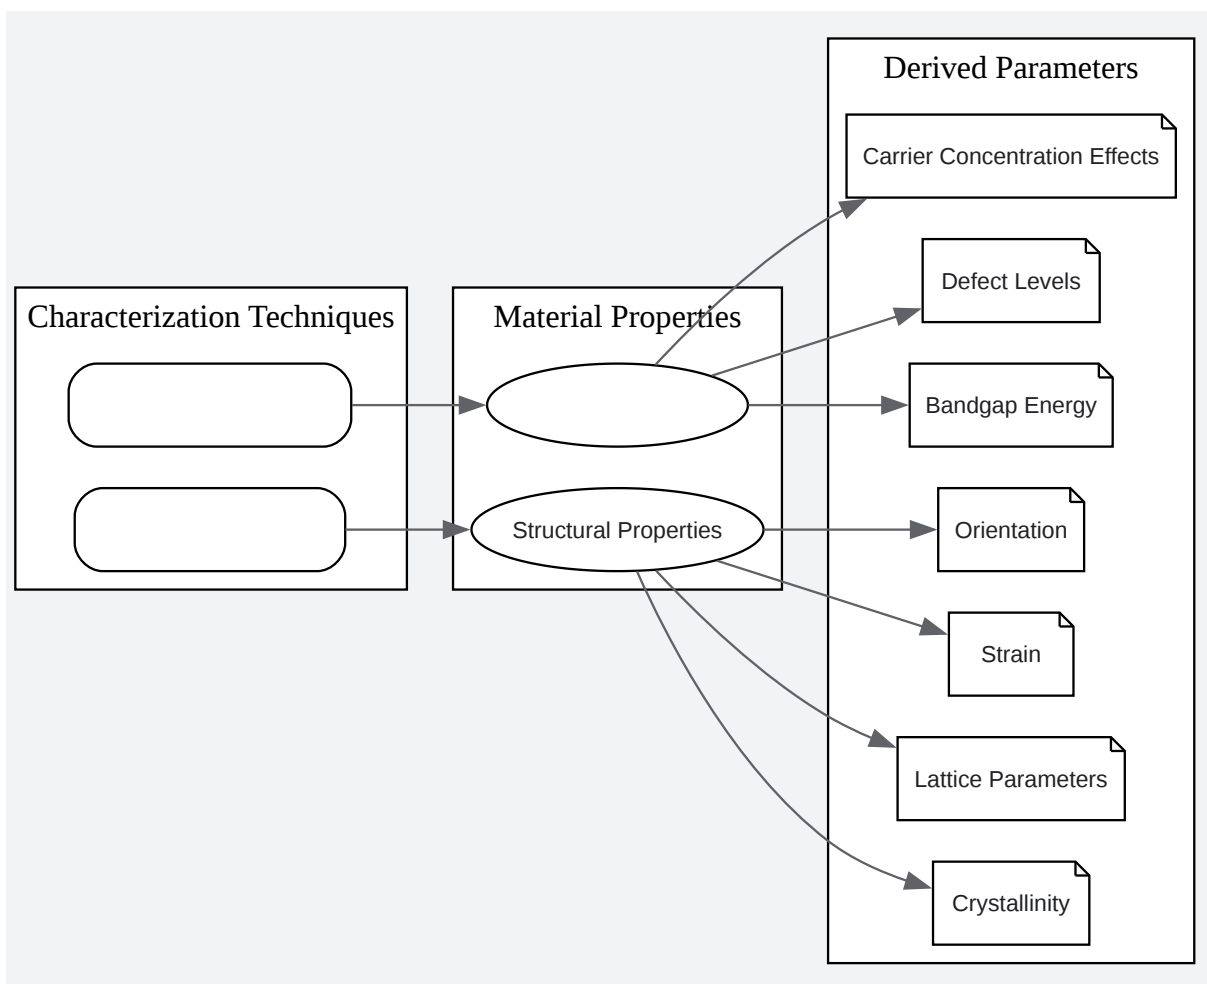 Derived Parameters
Carrier Concentration Effects
Defect Levels
Characterization Techniques
Material Properties
Bandgap Energy
Structural Properties
Orientation
Strain
Lattice Parameters
Crystallinity